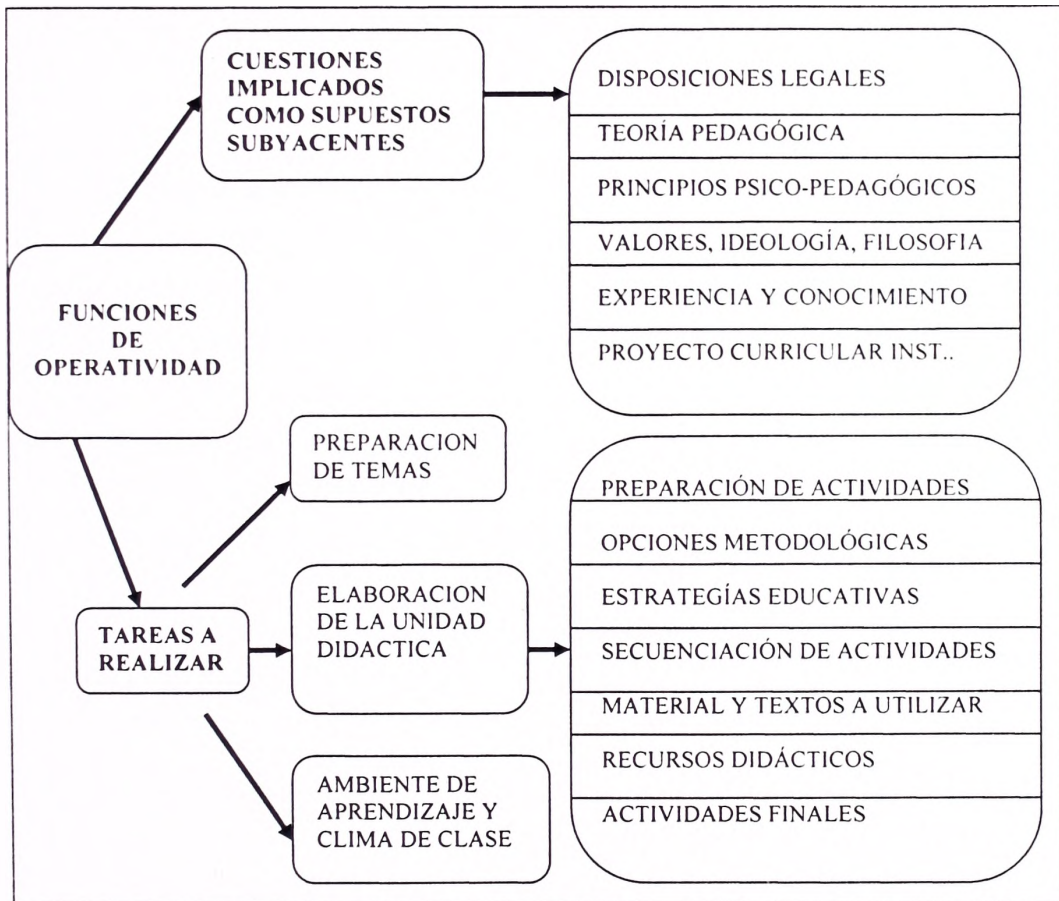 CUESTIONES
IMPLICADOS
COMO SUPUESTOS
SUBYACENTES
DISPOSICIONES LEGALES
TEORÍA PEDAGÓGICA
PRINCIPIOS PSICO-PEDAGÓGICOS
VALORES, IDEOLOGÍA, FILOSOFIA
EXPERIENCIA Y CONOCIMIENTO
PROYECTO CURRICULAR INST..
FUNCIONES
DE
OPERATIVIDAD
TAREAS A
REALIZAR
PREPARACION
DE TEMAS
ELABORACION
DE LA UNIDAD
DIDACTICA
AMBIENTE DE
APRENDIZAJE Y
CLIMA DE CLASE
PREPARACIÓN DE ACTIVIDADES
OPCIONES METODOLÓGICAS
ESTRATEGÍAS EDUCATIVAS
SECUENCIACIÓN DE ACTIVIDADES
MATERIAL Y TEXTOS A UTILIZAR
RECURSOS DIDÁCTICOS
ACTIVIDADES FINALES